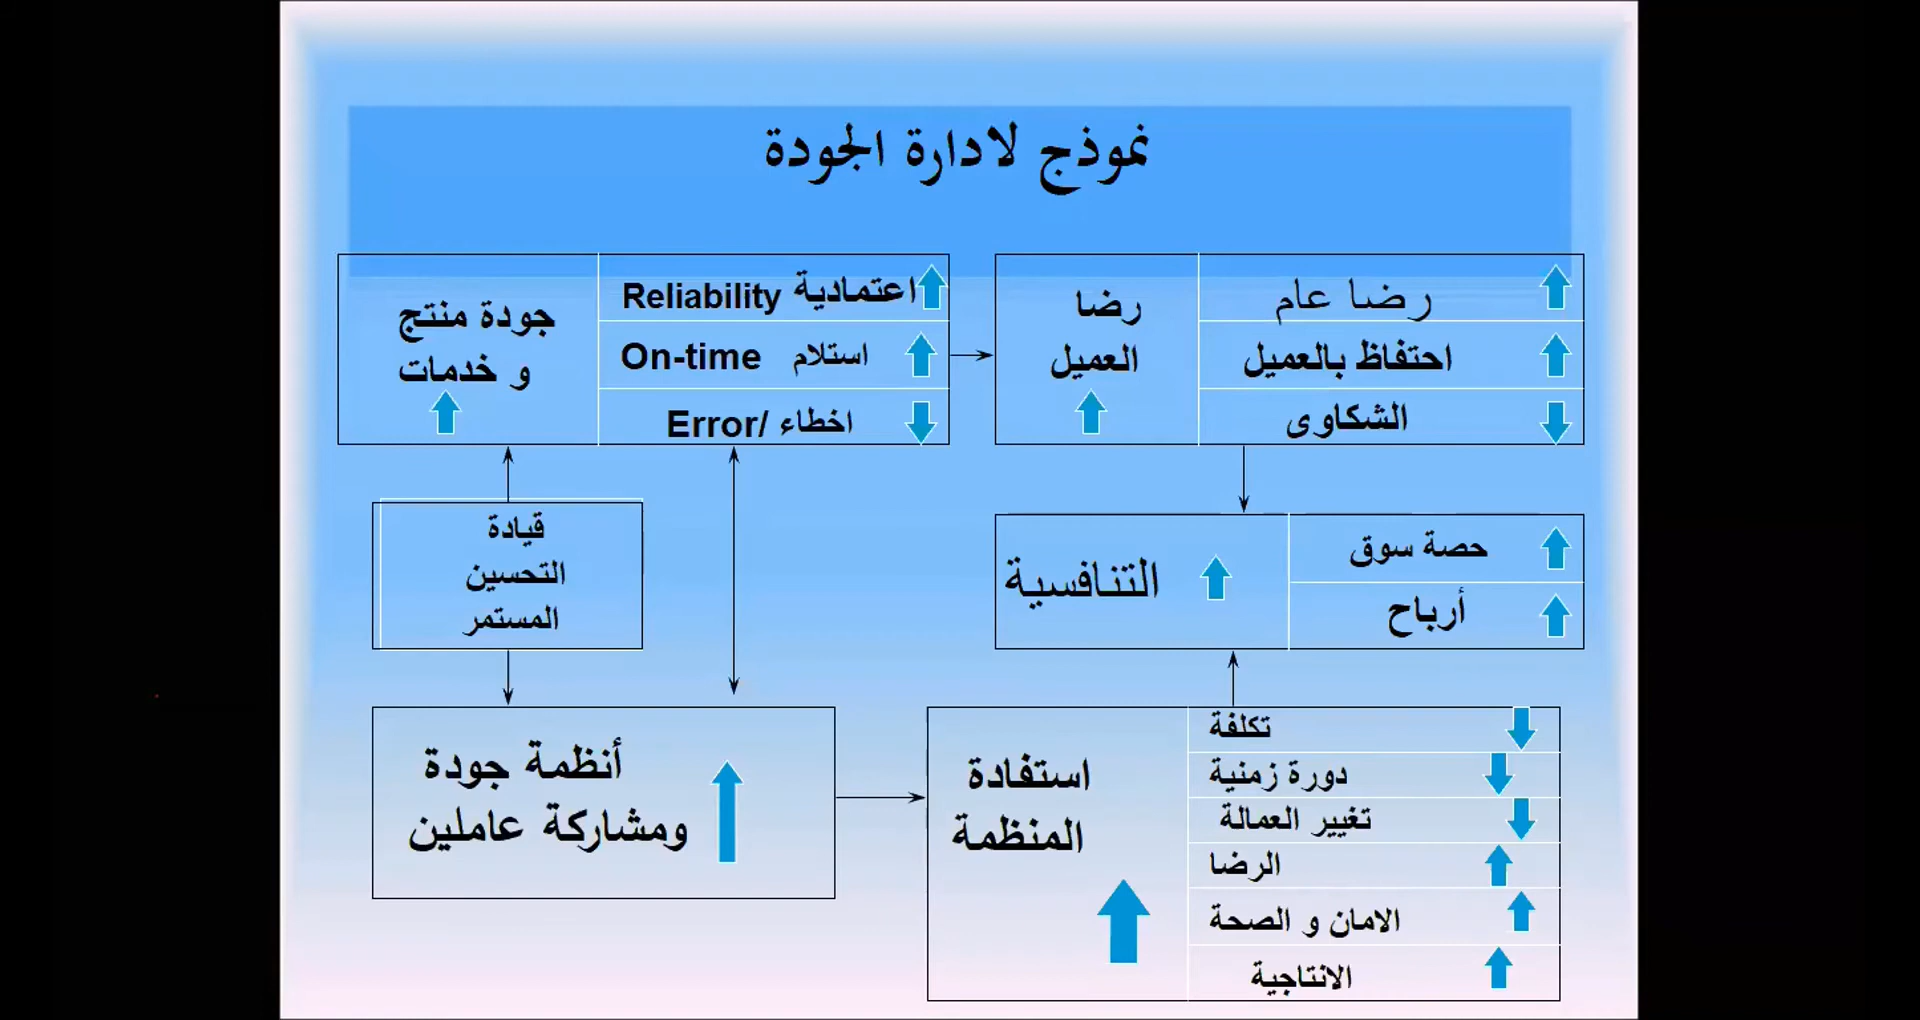 نموذج لادارة الجودة
جودة منتج
و خدمات
اعتمادية Reliability
استلام On-time
اخطاء /Error
رضا
العميل
رضا عام
احتفاظ بالعميل
الشكاوى
قيادة
التحسين
المستمر
التنافسية
حصة سوق
أرباح
أنظمة جودة
ومشاركة عاملين
استفادة
المنظمة
تكلفة
دورة زمنية
تغيير العمالة
الرضا
الامان و الصحة
الانتاجية